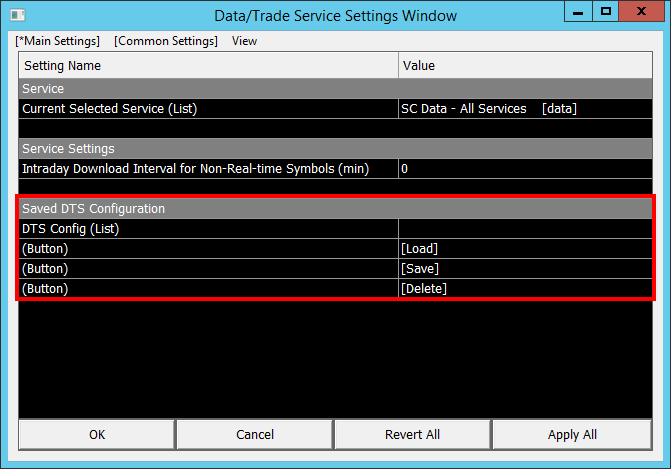 Data/Trade Service Settings Window
[*Main Settings] [Common Settings] View
Setting Name Value
Service
Current Selected Service (List) SC Data - All Services [data]
Service Settings
Intraday Download Interval for Non-Real-time Symbols (min) 0
Saved DTS Configuration
DTS Config (List)
(Button) [Load]
(Button) [Save]
(Button) [Delete]
OK Cancel Revert All Apply All